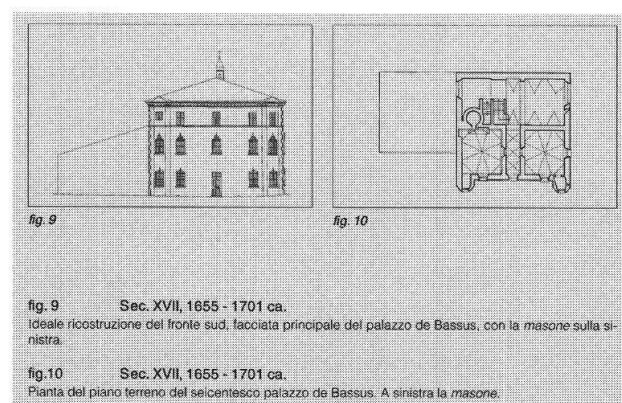 fig. 9
fig. 10
fig. 9 Sec. XVII, 1655 - 1701 ca.
Ideale ricostruzione del fronte sud, facciata principale del palazzo de Bassus, con la masone sulla si-
nistra.
fig.10 Sec. XVII, 1655 - 1701 ca.
Pianta del piano terreno del seicentesco palazzo de Bassus. A sinistra la masone.